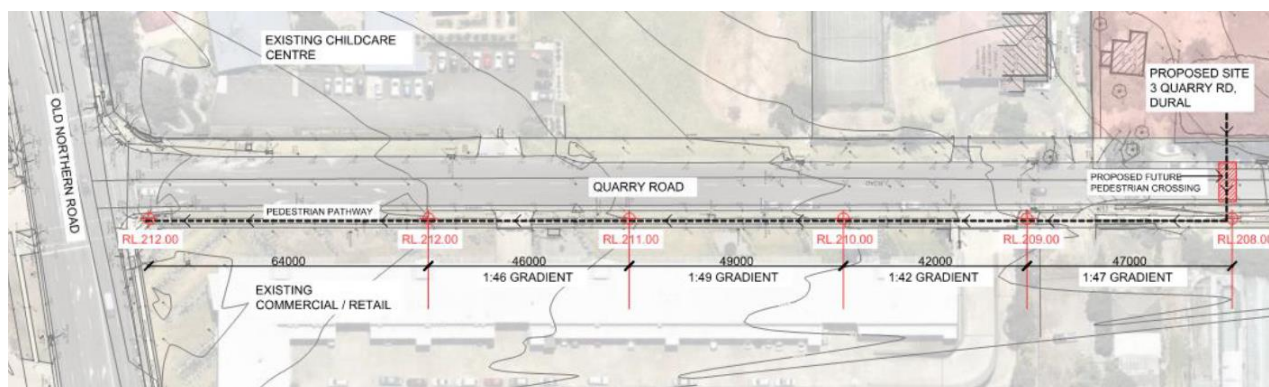 EXISTING CHILDCARE
CENTRE
PROPOSED SITE
3 QUARRY RD,
DURAL
OLD NORTHERN ROAD
QUARRY ROAD
PROPOSED FUTURE
PEDESTRIAN CROSSING
PEDESTRIAN PATHWAY
RL.212.00
RL.212.00
RL.211.00
RL.210.00
RL.209.00
RL.208.00
64000
46000
49000
42000
47000
1:46 GRADIENT
1:49 GRADIENT
1:42 GRADIENT
1:47 GRADIENT
EXISTING
COMMERCIAL / RETAIL